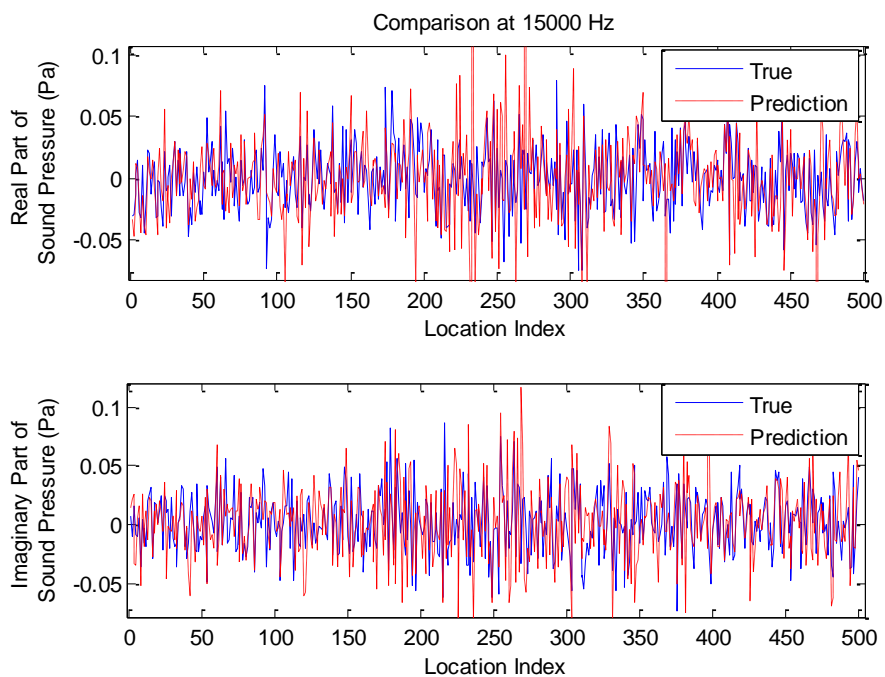 Comparison at 15000 Hz
0.1
0.05
0
-0.05
Real Part of
Sound Pressure (Pa)
True
Prediction
0 50 100 150 200 250 300 350 400 450 500
Location Index
0.1
0.05
0
-0.05
Imaginary Part of
Sound Pressure (Pa)
True
Prediction
0 50 100 150 200 250 300 350 400 450 500
Location Index